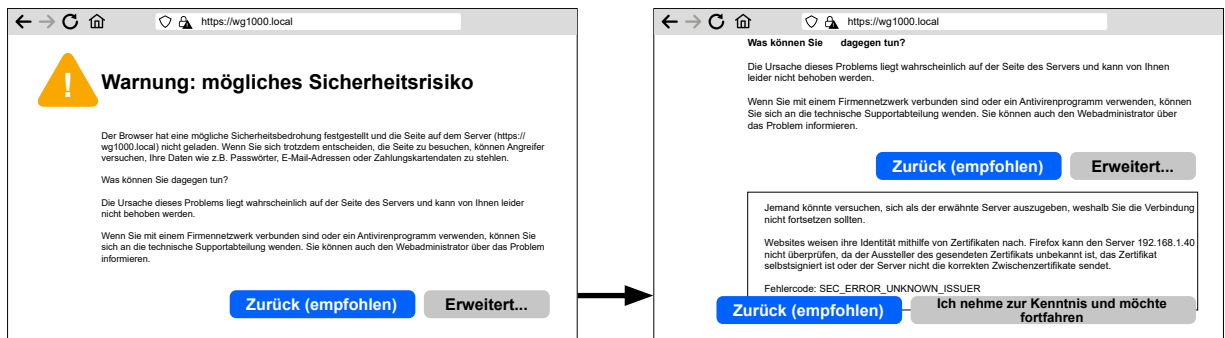 https://wg1000.local
Warnung: mögliches Sicherheitsrisiko
Der Browser hat eine mögliche Sicherheitsbedrohung festgestellt und die Seite auf dem Server (https://
wg1000.local) nicht geladen. Wenn Sie sich trotzdem entscheiden, die Seite zu besuchen, können Angreifer
versuchen, Ihre Daten wie z.B. Passwörter, E-Mail-Adressen oder Zahlungskartendaten zu stehlen.
Was können Sie dagegen tun?
Die Ursache dieses Problems liegt wahrscheinlich auf der Seite des Servers und kann von Ihnen leider
nicht behoben werden.
Wenn Sie mit einem Firmennetzwerk verbunden sind oder ein Antivirenprogramm verwenden, können Sie
sich an die technische Supportabteilung wenden. Sie können auch den Webadministrator über das Problem
informieren.
Zurück (empfohlen) Erweitert...
https://wg1000.local
Was können Sie dagegen tun?
Die Ursache dieses Problems liegt wahrscheinlich auf der Seite des Servers und kann von Ihnen
leider nicht behoben werden.
Wenn Sie mit einem Firmennetzwerk verbunden sind oder ein Antivirenprogramm verwenden, können
Sie sich an die technische Supportabteilung wenden. Sie können auch den Webadministrator über
das Problem informieren.
Zurück (empfohlen) Erweitert...
Jemand könnte versuchen, sich als der erwähnte Server auszugeben, weshalb Sie die Verbindung
nicht fortsetzen sollten.
Websites weisen ihre Identität mithilfe von Zertifikaten nach. Firefox kann den Server 192.168.1.40
nicht überprüfen, da der Aussteller des gesendeten Zertifikats unbekannt ist, das Zertifikat
selbstsigniert ist oder der Server nicht die korrekten Zwischenzertifikate sendet.
Fehlercode: SEC_ERROR_UNKNOWN_ISSUER
Zurück (empfohlen) Ich nehme zur Kenntnis und möchte
fortfahren